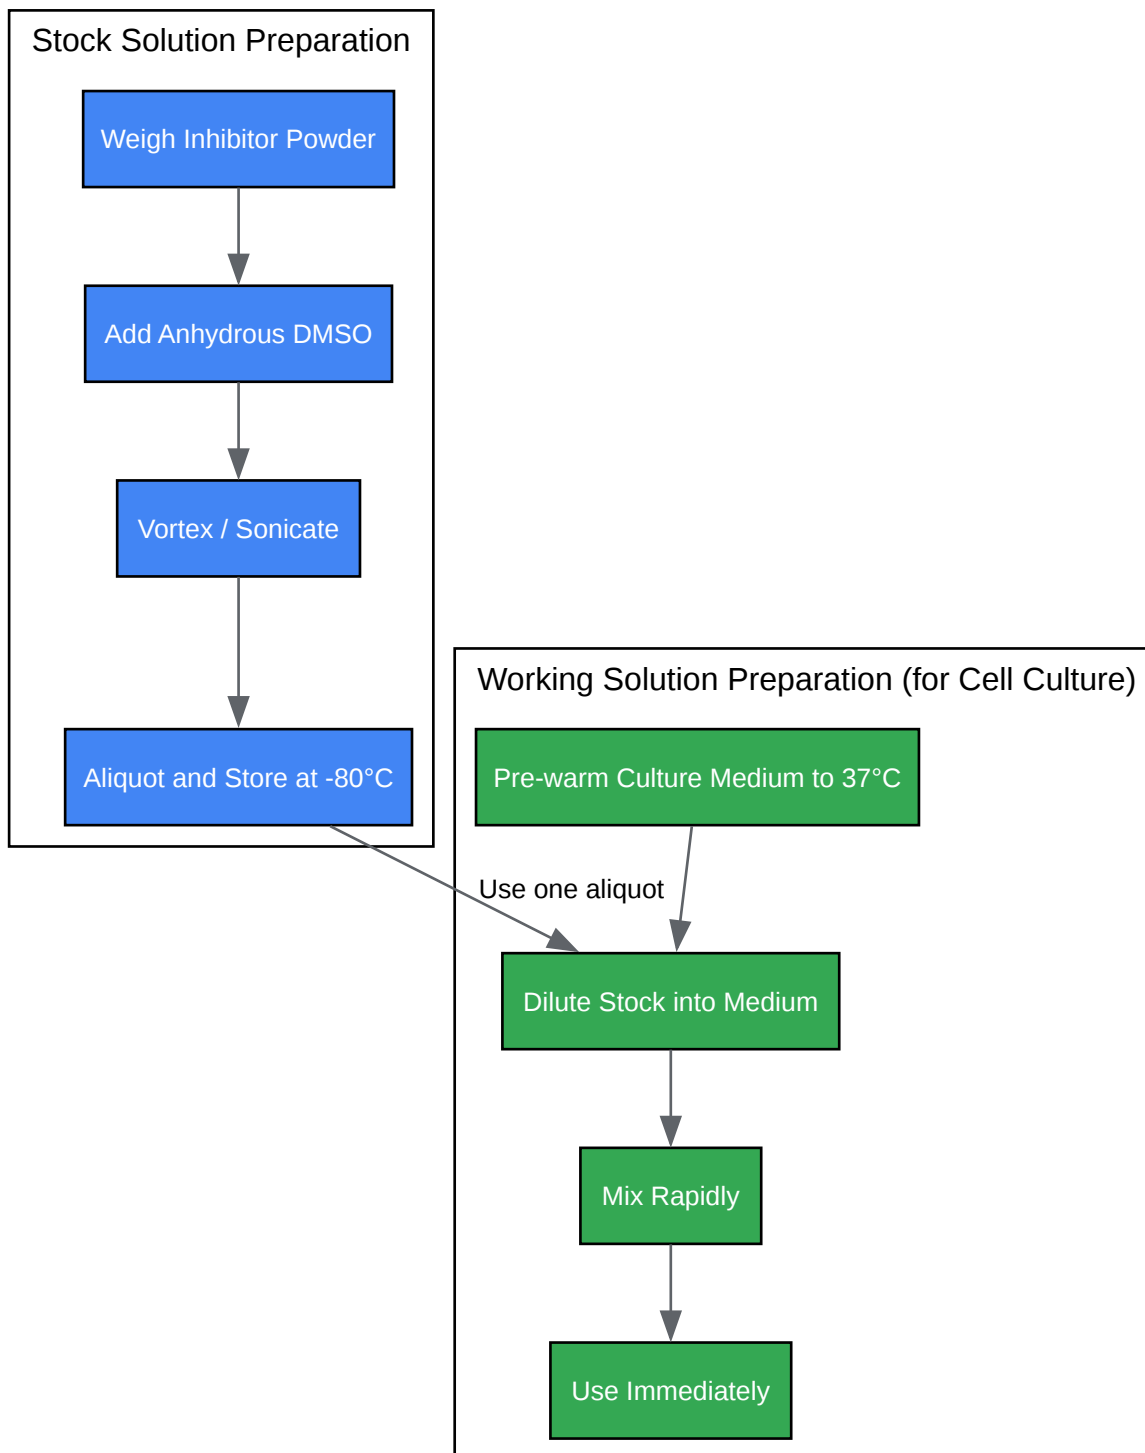 Stock Solution Preparation
Weigh Inhibitor Powder
Add Anhydrous DMSO
Vortex / Sonicate
Aliquot and Store at -80°C
Working Solution Preparation (for Cell Culture)
Pre-warm Culture Medium to 37°C
Use one aliquot
Dilute Stock into Medium
Mix Rapidly
Use Immediately